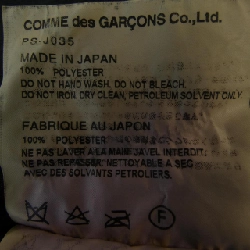 COMME des GARÇONS Co.,Ltd.
PS-J035
MADE IN JAPAN
100% POLYESTER
DO NOT HAND WASH, DO NOT BLEACH.
DO NOT IRON, DRY CLEAN, PETROLEUM SOLVENT ONLY
FABRIQUE AU JAPON
100% POLYESTER
NE PAS LAVER A LA MAIN, JAVEL INTERDIT.
NE PAS REPASSER, NETTOYABLE A SEC
AVEC DES SOLVANTS PETROLIERS.
F